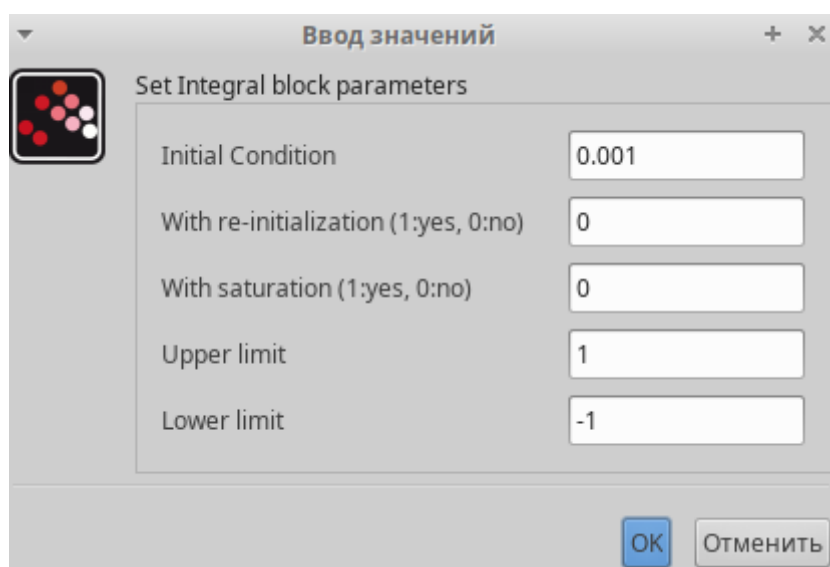 Ввод значений
Set Integral block parameters
Initial Condition 0.001
With re-initialization (1:yes, 0:no) 0
With saturation (1:yes, 0:no) 0
Upper limit 1
Lower limit -1
OK Отменить